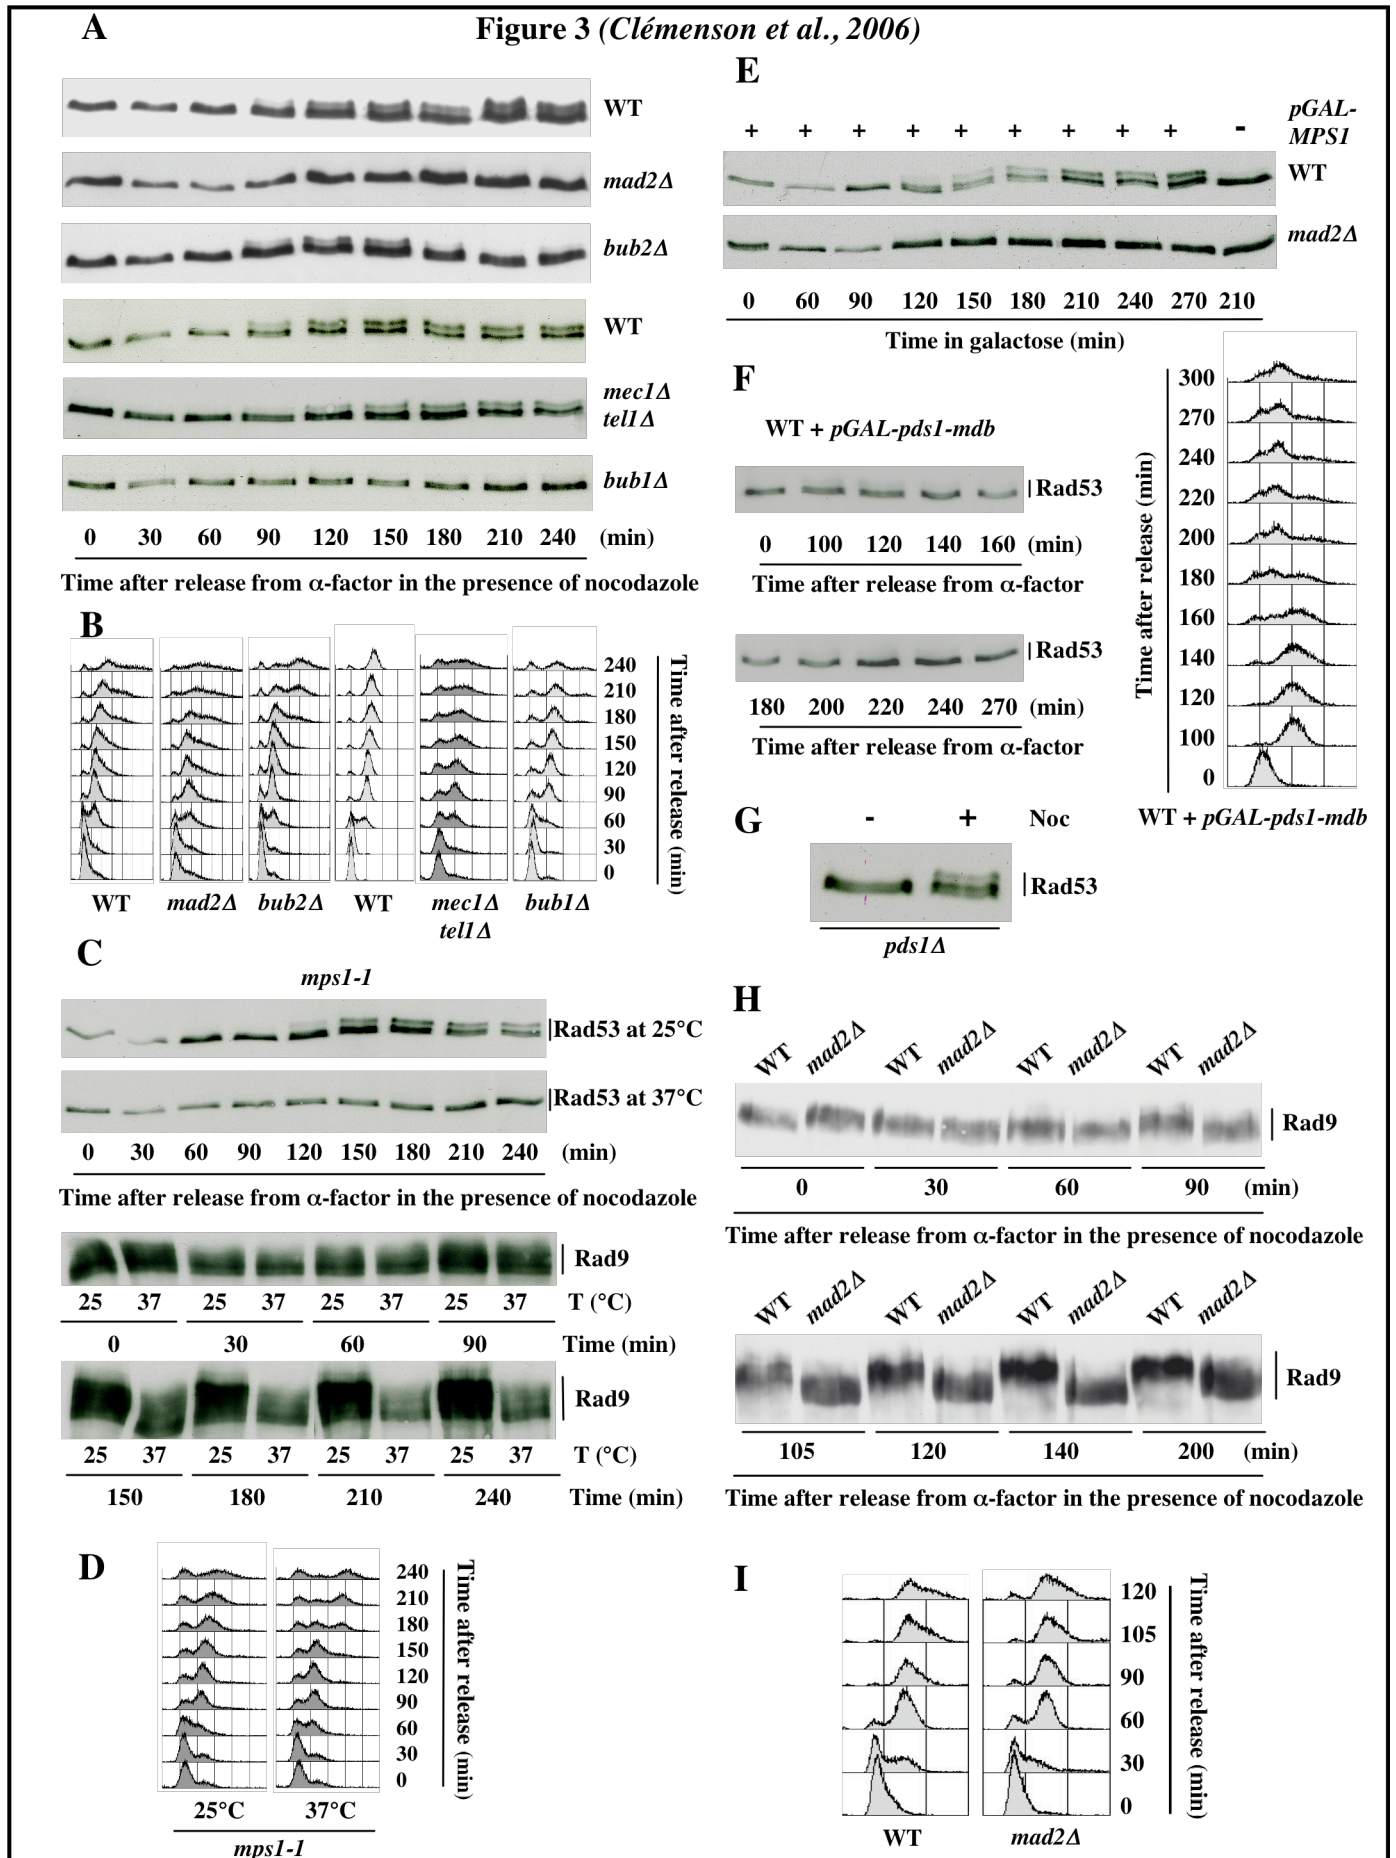 Figure 3 (Clémenson et al., 2006)
A
WT
mad2Δ
bub2Δ
WT
mec1Δ
tel1Δ
bub1Δ
0 30 60 90 120 150 180 210 240 (min)
Time after release from α-factor in the presence of nocodazole
B
240
210
180
150
120
90
60
30
0
Time after release (min)
WT mad2Δ bub2Δ WT mec1Δ bub1Δ
tel1Δ
C
mps1-1
Rad53 at 25°C
Rad53 at 37°C
0 30 60 90 120 150 180 210 240 (min)
Time after release from α-factor in the presence of nocodazole
Rad9
25 37 25 37 25 37 25 37 T (°C)
0 30 60 90 Time (min)
Rad9
25 37 25 37 25 37 25 37 T (°C)
150 180 210 240 Time (min)
D
240
210
180
150
120
90
60
30
0
Time after release (min)
25°C 37°C
mps1-1
E
pGAL-
MPS1
+ + + + + + + + + -
WT
mad2Δ
0 60 90 120 150 180 210 240 270 210
Time in galactose (min)
F
WT + pGAL-pds1-mdb
Rad53
0 100 120 140 160 (min)
Time after release from α-factor
Rad53
180 200 220 240 270 (min)
Time after release from α-factor
Time after release (min)
300
270
240
220
200
180
160
140
120
100
0
WT + pGAL-pds1-mdb
G
- + Noc
Rad53
pds1Δ
H
WT mad2Δ WT mad2Δ WT mad2Δ WT mad2Δ
Rad9
0 30 60 90 (min)
Time after release from α-factor in the presence of nocodazole
WT mad2Δ WT mad2Δ WT mad2Δ WT mad2Δ
Rad9
105 120 140 200 (min)
Time after release from α-factor in the presence of nocodazole
I
120
105
90
60
30
0
Time after release (min)
WT mad2Δ